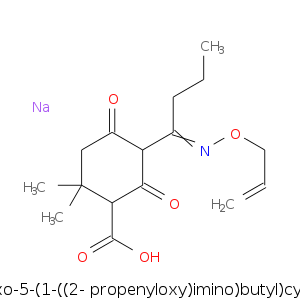 CH₃
Na
O
N
O
H₃C
H₃C
O
H₂C
O
OH
xo-5-(1-((2- propenyloxy)imino)butyl)cy